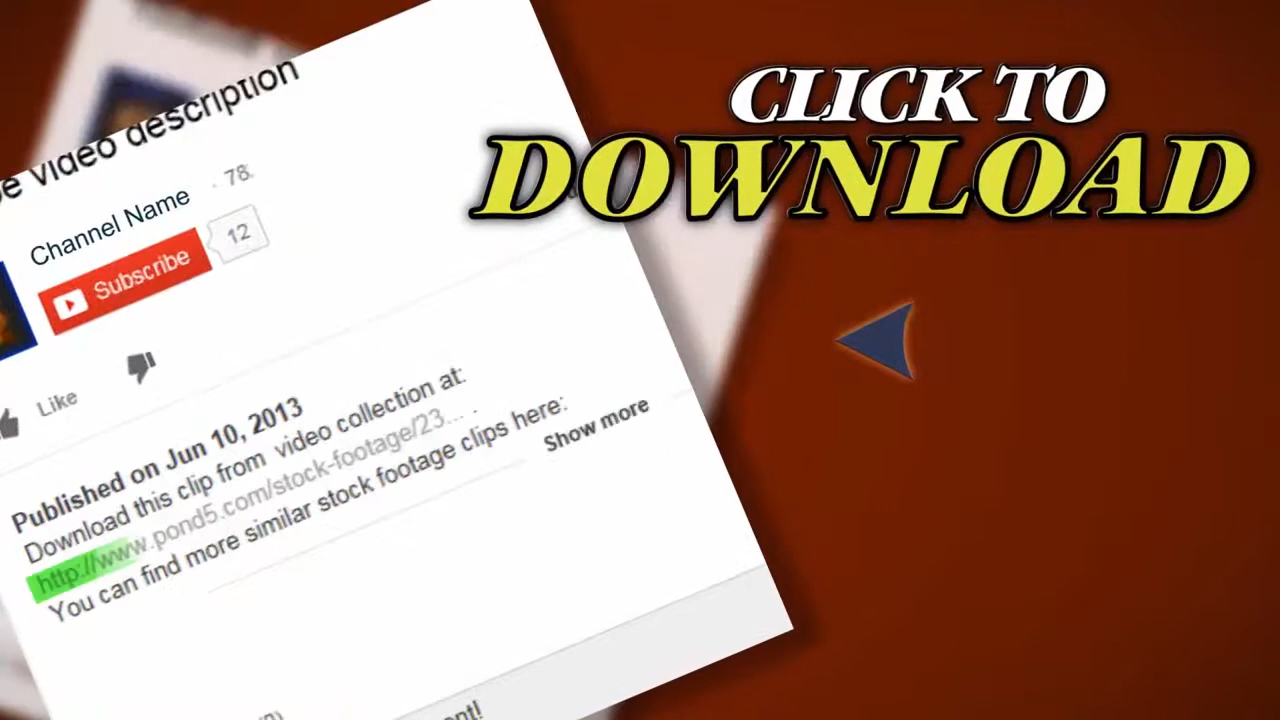 CLICK TO
DOWNLOAD
video description
Channel Name
78
Subscribe
12
Like
Published on Jun 10, 2013
Download this clip from video collection at:
http://www.pond5.com/stock-footage/23...
You can find more similar stock footage clips here:
Show more